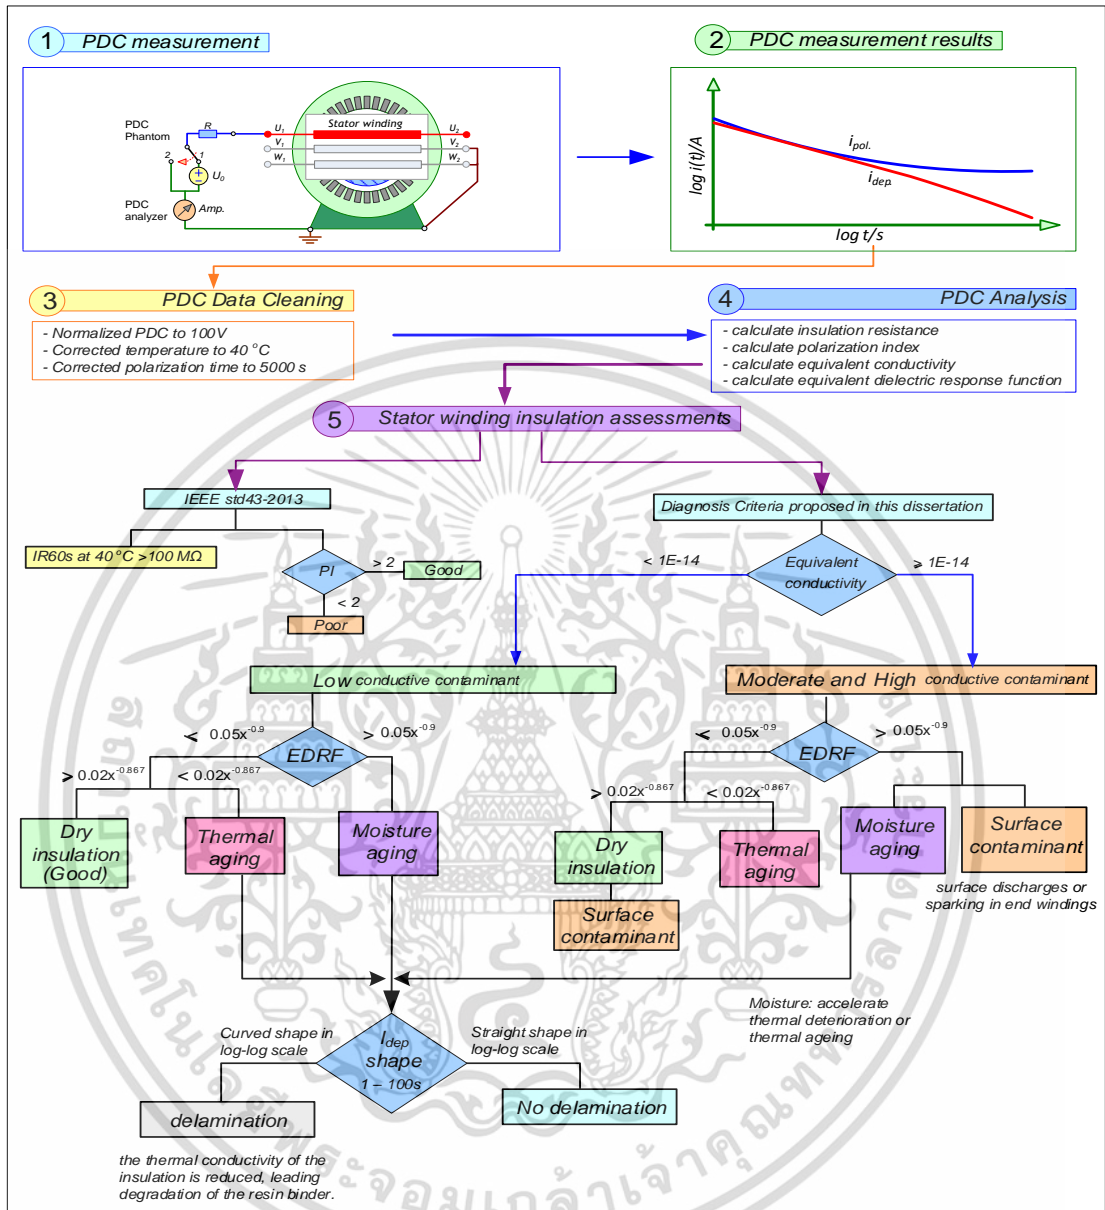 1 PDC measurement
2 PDC measurement results
PDC
Phantom
R
2
1
U₀
PDC
analyzer
Amp.
Stator winding
U₁
U₂
V₁
V₂
W₁
W₂
log i(t)/A
i pol.
i dep.
log t/s
3 PDC Data Cleaning
- Normalized PDC to 100V
- Corrected temperature to 40 °C
- Corrected polarization time to 5000 s
4 PDC Analysis
- calculate insulation resistance
- calculate polarization index
- calculate equivalent conductivity
- calculate equivalent dielectric response function
5 Stator winding insulation assessments
IEEE std43-2013
IR60s at 40°C >100 MΩ
PI
> 2
Good
< 2
Poor
Diagnosis Criteria proposed in this dissertation
< 1E-14
Equivalent
conductivity
⩾ 1E-14
Low conductive contaminant
⩽ 0.05x^-0.9
> 0.05x^-0.9
EDRF
⩾ 0.02x^-0.867
< 0.02x^-0.867
Dry
insulation
(Good)
Thermal
aging
Moisture
aging
Moderate and High conductive contaminant
⩽ 0.05x^-0.9
> 0.05x^-0.9
EDRF
⩾ 0.02x^-0.867
< 0.02x^-0.867
Dry
insulation
Surface
contaminant
Thermal
aging
Moisture
aging
Surface
contaminant
surface discharges or
sparking in end windings
Moisture: accelerate
thermal deterioration or
thermal ageing
Curved shape in
log-log scale
I dep
shape
1 – 100s
Straight shape in
log-log scale
delamination
No delamination
the thermal conductivity of the
insulation is reduced, leading
degradation of the resin binder.